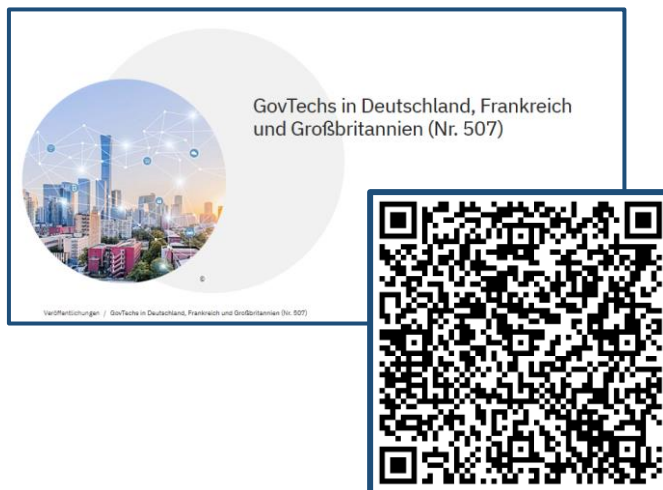 GovTechs in Deutschland, Frankreich
und Großbritannien (Nr. 507)
©
Veröffentlichungen / GovTechs in Deutschland, Frankreich und Großbritannien (Nr. 507)